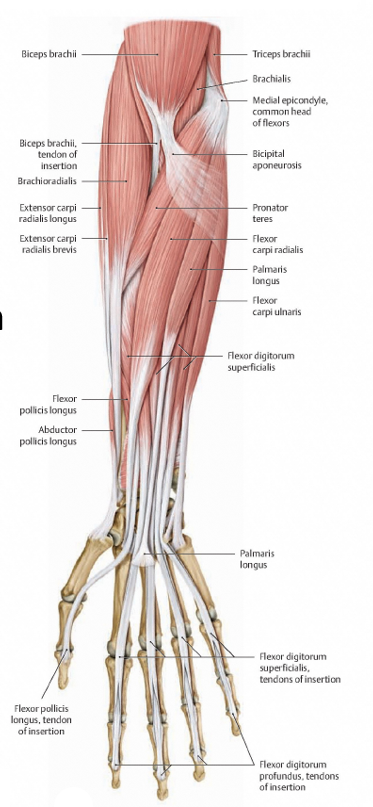 Biceps brachii
Triceps brachii
Brachialis
Medial epicondyle,
common head
of flexors
Biceps brachii,
tendon of
insertion
Bicipital
aponeurosis
Brachioradialis
Extensor carpi
radialis longus
Pronator
teres
Extensor carpi
radialis brevis
Flexor
carpi radialis
Palmaris
longus
Flexor
carpi ulnaris
Flexor digitorum
superficialis
Flexor
pollicis longus
Abductor
pollicis longus
Palmaris
longus
Flexor digitorum
superficialis,
tendons of insertion
Flexor pollicis
longus, tendon
of insertion
Flexor digitorum
profundus, tendons
of insertion